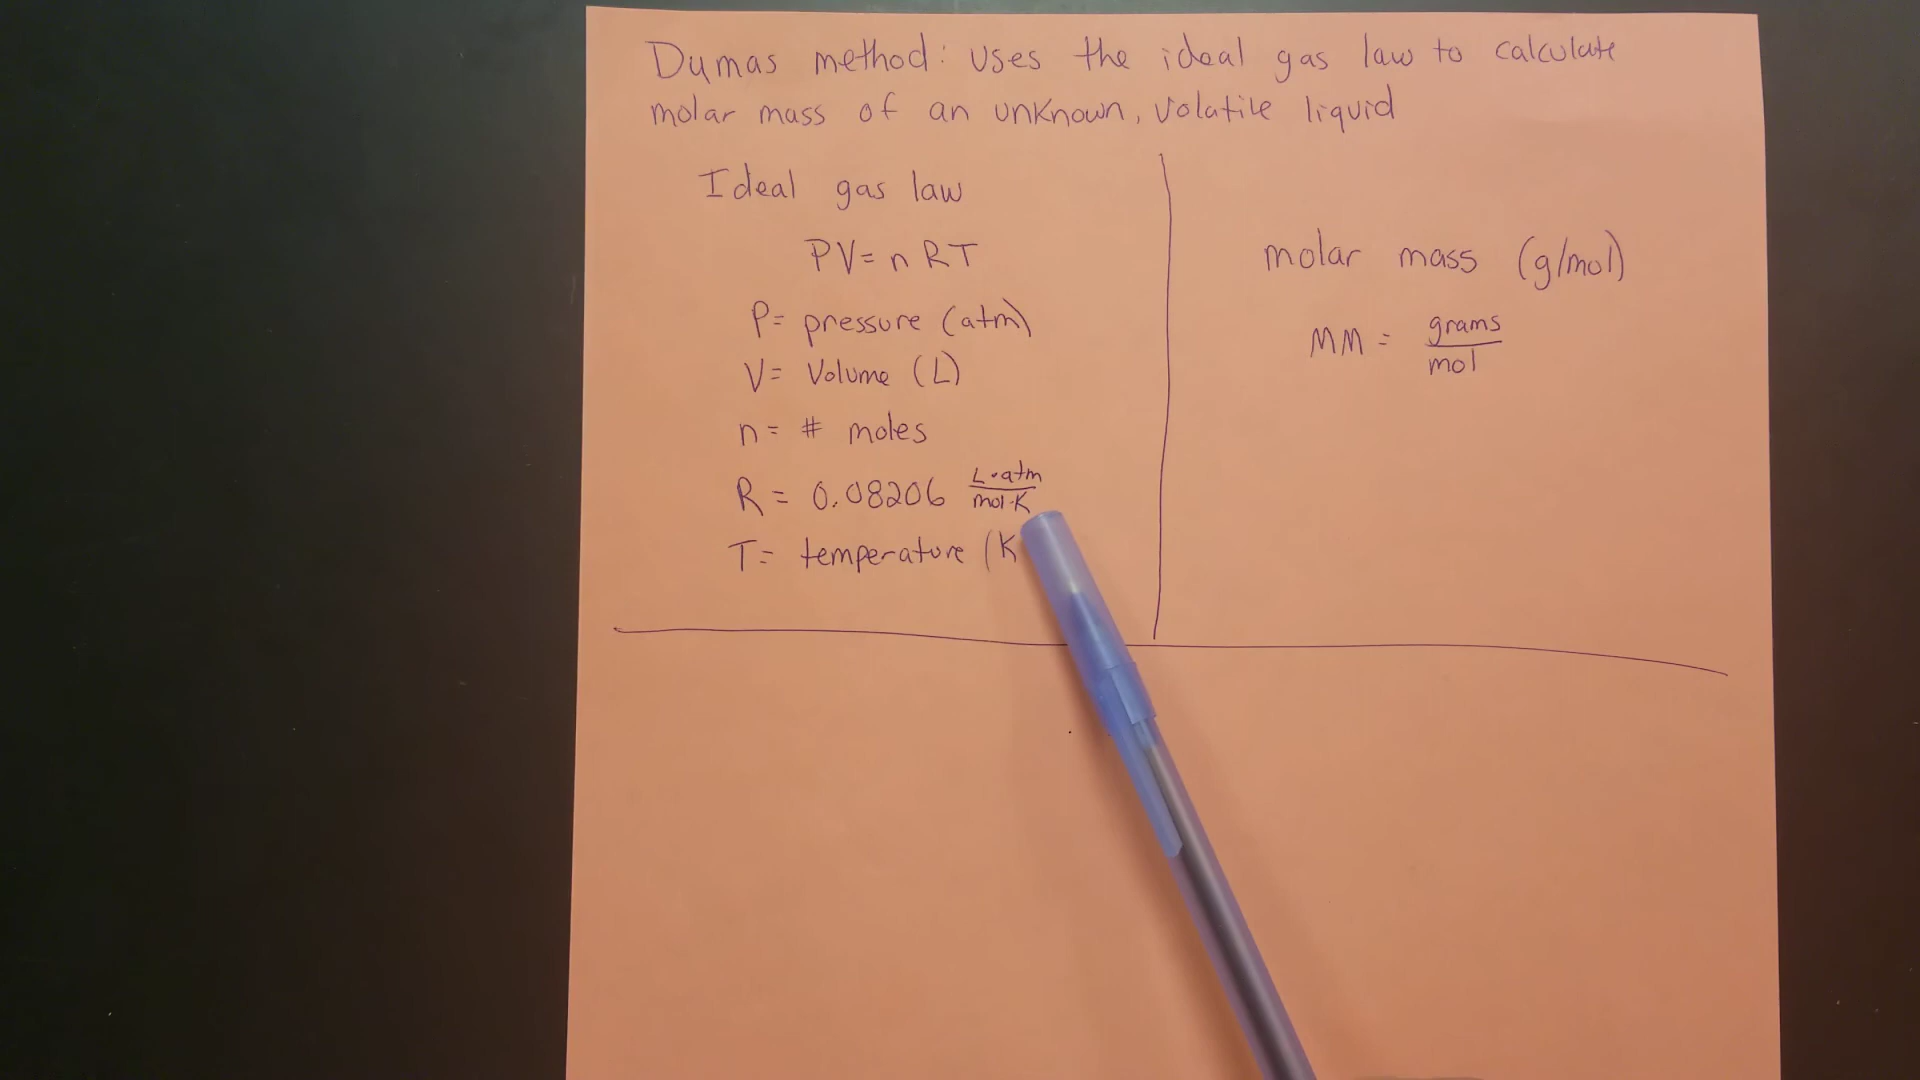 Dumas method: uses the ideal gas law to calculate
molar mass of an unknown, volatile liquid
Ideal gas law
PV = nRT
P = pressure (atm)
V = Volume (L)
n = # moles
R = 0.08206 L·atm/mol·K
T = temperature (K
molar mass (g/mol)
MM = grams/mol